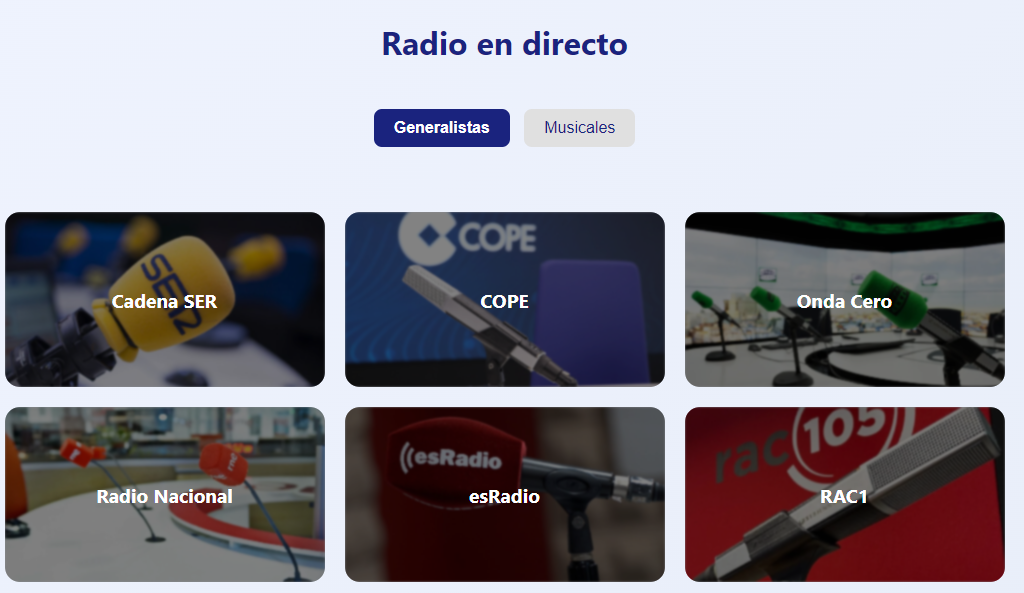 Radio en directo
Generalistas
Musicales
SER
Cadena SER
COPE
COPE
Onda Cero
Radio Nacional
esRadio
esRadio
rac105
RAC1